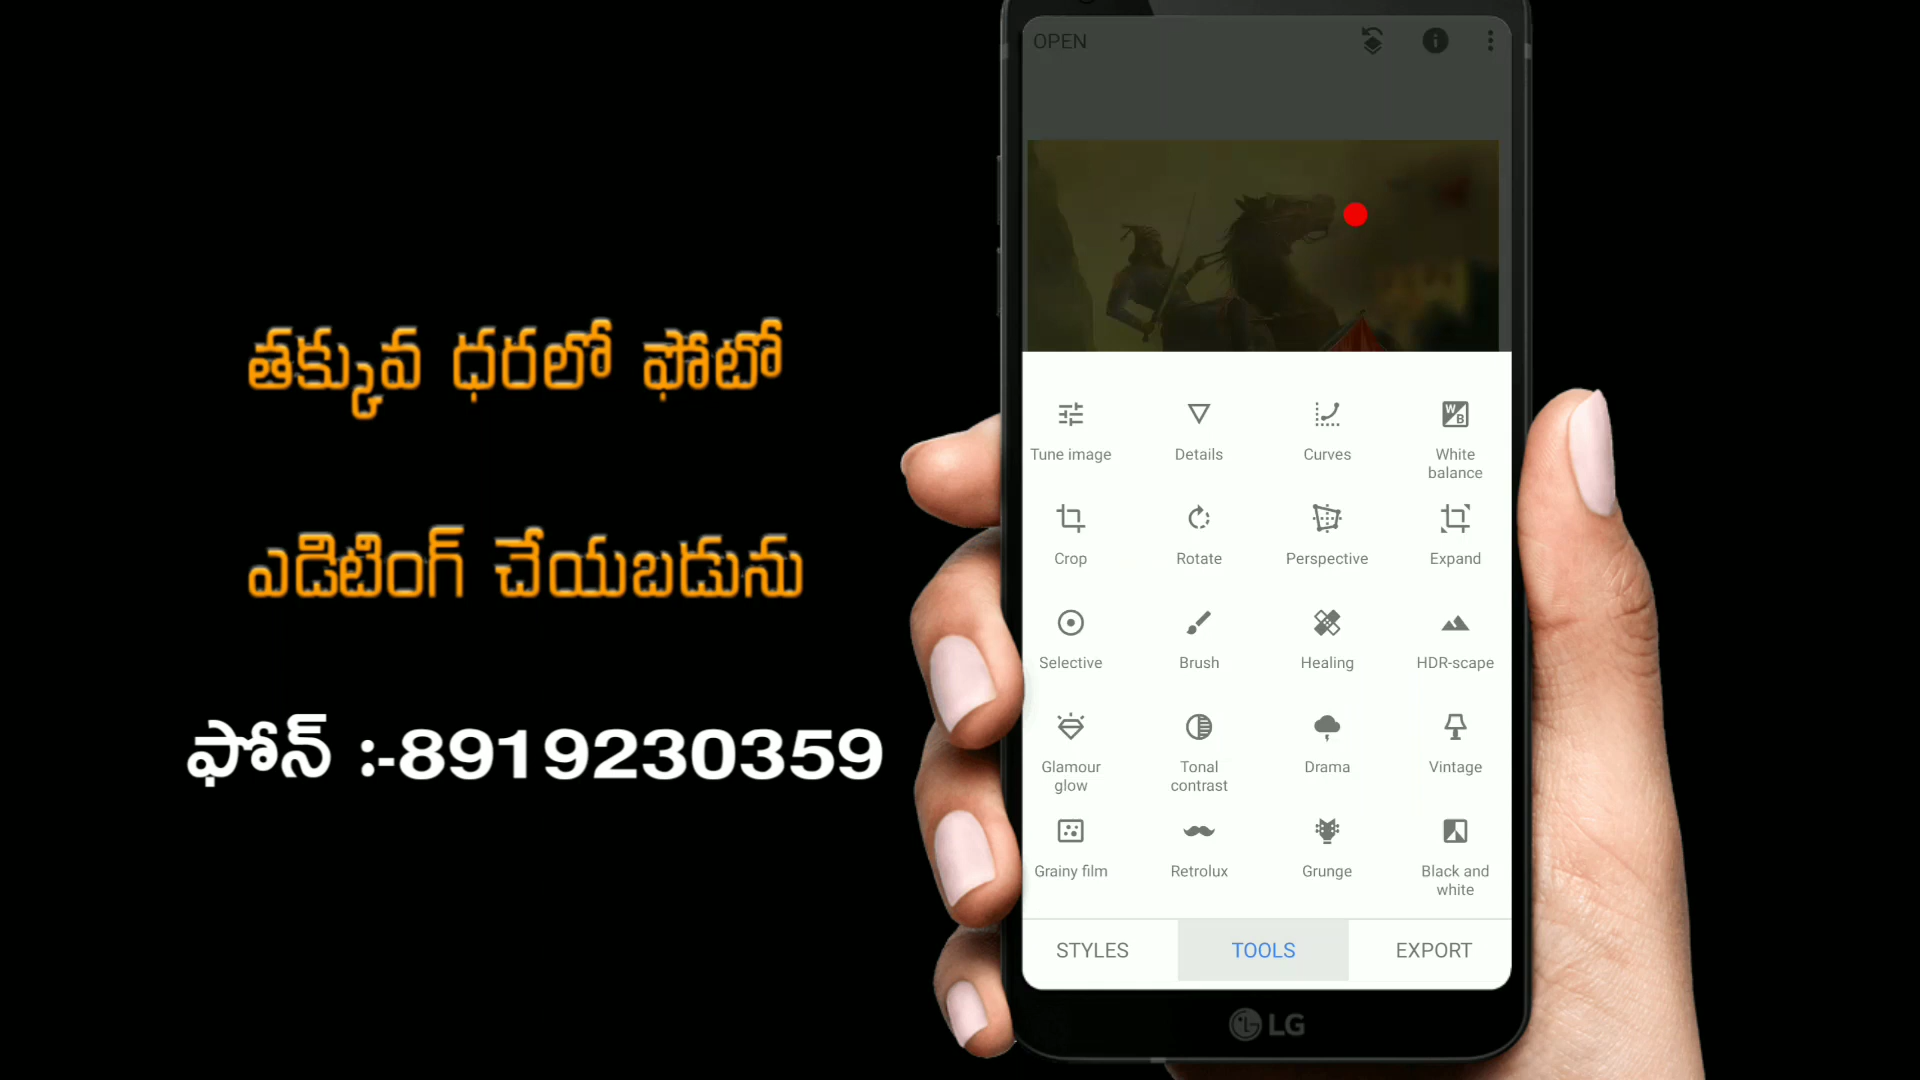 OPEN
తక్కువ ధరలో ఫోటో
ఎడిటింగ్ చేయబడును
ఫోన్ :-8919230359
Tune image
Details
Curves
White
balance
WB
Crop
Rotate
Perspective
Expand
Selective
Brush
Healing
HDR-scape
Glamour
glow
Tonal
contrast
Drama
Vintage
Grainy film
Retrolux
Grunge
Black and
white
STYLES
TOOLS
EXPORT
LG